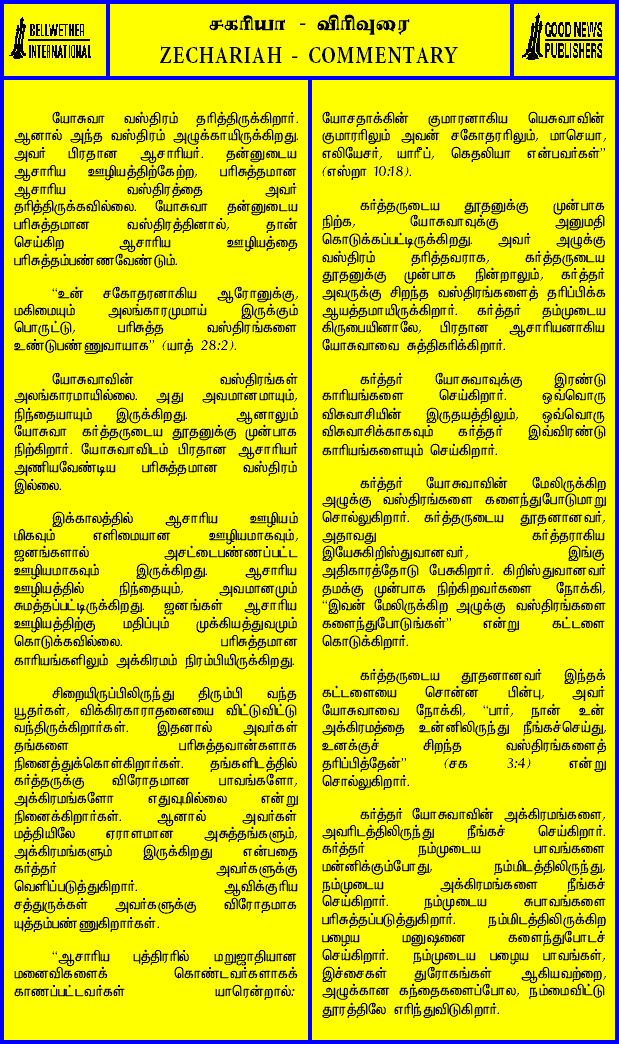 BELLWETHER
INTERNATIONAL
சகரியா - விரிவுரை
ZECHARIAH - COMMENTARY
GOOD NEWS
PUBLISHERS
யோசுவா வஸ்திரம் தரித்திருக்கிறார்.
ஆனால் அந்த வஸ்திரம் அழுக்காயிருக்கிறது.
அவர் பிரதான ஆசாரியர். தன்னுடைய
ஆசாரிய ஊழியத்திற்கேற்ற, பரிசுத்தமான
ஆசாரிய வஸ்திரத்தை அவர்
தரித்திருக்கவில்லை. யோசுவா தன்னுடைய
பரிசுத்தமான வஸ்திரத்தினால், தான்
செய்கிற ஆசாரிய ஊழியத்தை
பரிசுத்தம்பண்ணவேண்டும்.
“உன் சகோதரனாகிய ஆரோனுக்கு,
மகிமையும் அலங்காரமுமாய் இருக்கும்
பொருட்டு, பரிசுத்த வஸ்திரங்களை
உண்டுபண்ணுவாயாக” (யாத் 28:2).
யோசுவாவின் வஸ்திரங்கள்
அலங்காரமாயில்லை. அது அவமானமாயும்,
நிந்தையாயும் இருக்கிறது. ஆனாலும்
யோசுவா கர்த்தருடைய தூதனுக்கு முன்பாக
நிற்கிறார். யோசுவாவிடம் பிரதான ஆசாரியர்
அணியவேண்டிய பரிசுத்தமான வஸ்திரம்
இல்லை.
இக்காலத்தில் ஆசாரிய ஊழியம்
மிகவும் எளிமையான ஊழியமாகவும்,
ஜனங்களால் அசட்டைபண்ணப்பட்ட
ஊழியமாகவும் இருக்கிறது. ஆசாரிய
ஊழியத்தில் நிந்தையும், அவமானமும்
சுமத்தப்பட்டிருக்கிறது. ஜனங்கள் ஆசாரிய
ஊழியத்திற்கு மதிப்பும் முக்கியத்துவமும்
கொடுக்கவில்லை. பரிசுத்தமான
காரியங்களிலும் அக்கிரமம் நிரம்பியிருக்கிறது.
சிறையிருப்பிலிருந்து திரும்பி வந்த
யூதர்கள், விக்கிரகாராதனையை விட்டுவிட்டு
வந்திருக்கிறார்கள். இதனால் அவர்கள்
தங்களை பரிசுத்தவான்களாக
நினைத்துக்கொள்கிறார்கள். தங்களிடத்தில்
கர்த்தருக்கு விரோதமான பாவங்களோ,
அக்கிரமங்களோ எதுவுமில்லை என்று
நினைக்கிறார்கள். ஆனால் அவர்கள்
மத்தியிலே ஏராளமான அசுத்தங்களும்,
அக்கிரமங்களும் இருக்கிறது என்பதை
கர்த்தர் அவர்களுக்கு
வெளிப்படுத்துகிறார். ஆவிக்குரிய
சத்துருக்கள் அவர்களுக்கு விரோதமாக
யுத்தம்பண்ணுகிறார்கள்.
“ஆசாரிய புத்திரரில் மறுஜாதியான
மனைவிகளைக் கொண்டவர்களாகக்
காணப்பட்டவர்கள் யாரென்றால்:
யோசதாக்கின் குமாரனாகிய யெசுவாவின்
குமாரரிலும் அவன் சகோதரரிலும், மாசெயா,
எலியேசர், யாரீப், கெதலியா என்பவர்கள்”
(எஸ்றா 10:18).
கர்த்தருடைய தூதனுக்கு முன்பாக
நிற்க, யோசுவாவுக்கு அனுமதி
கொடுக்கப்பட்டிருக்கிறது. அவர் அழுக்கு
வஸ்திரம் தரித்தவராக, கர்த்தருடைய
தூதனுக்கு முன்பாக நின்றாலும், கர்த்தர்
அவருக்கு சிறந்த வஸ்திரங்களைத் தரிப்பிக்க
ஆயத்தமாயிருக்கிறார். கர்த்தர் தம்முடைய
கிருபையினாலே, பிரதான ஆசாரியனாகிய
யோசுவாவை சுத்திகரிக்கிறார்.
கர்த்தர் யோசுவாவுக்கு இரண்டு
காரியங்களை செய்கிறார். ஒவ்வொரு
விசுவாசியின் இருதயத்திலும், ஒவ்வொரு
விசுவாசிக்காகவும் கர்த்தர் இவ்விரண்டு
காரியங்களையும் செய்கிறார்.
கர்த்தர் யோசுவாவின் மேலிருக்கிற
அழுக்கு வஸ்திரங்களை களைந்துபோடுமாறு
சொல்லுகிறார். கர்த்தருடைய தூதனானவர்,
அதாவது கர்த்தராகிய
இயேசுகிறிஸ்துவானவர், இங்கு
அதிகாரத்தோடு பேசுகிறார். கிறிஸ்துவானவர்
தமக்கு முன்பாக நிற்கிறவர்களை நோக்கி,
“இவன் மேலிருக்கிற அழுக்கு வஸ்திரங்களை
களைந்துபோடுங்கள்” என்று கட்டளை
கொடுக்கிறார்.
கர்த்தருடைய தூதனானவர் இந்தக்
கட்டளையை சொன்ன பின்பு, அவர்
யோசுவாவை நோக்கி, “பார், நான் உன்
அக்கிரமத்தை உன்னிலிருந்து நீங்கச்செய்து,
உனக்குச் சிறந்த வஸ்திரங்களைத்
தரிப்பித்தேன்” (சக 3:4) என்று
சொல்லுகிறார்.
கர்த்தர் யோசுவாவின் அக்கிரமங்களை,
அவரிடத்திலிருந்து நீங்கச் செய்கிறார்.
கர்த்தர் நம்முடைய பாவங்களை
மன்னிக்கும்போது, நம்மிடத்திலிருந்து,
நம்முடைய அக்கிரமங்களை நீங்கச்
செய்கிறார். நம்முடைய சுபாவங்களை
பரிசுத்தப்படுத்துகிறார். நம்மிடத்திலிருக்கிற
பழைய மனுஷனை களைந்துபோடச்
செய்கிறார். நம்முடைய பழைய பாவங்கள்,
இச்சைகள் துரோகங்கள் ஆகியவற்றை,
அழுக்கான கந்தைகளைப்போல, நம்மைவிட்டு
தூரத்திலே எறிந்துவிடுகிறார்.